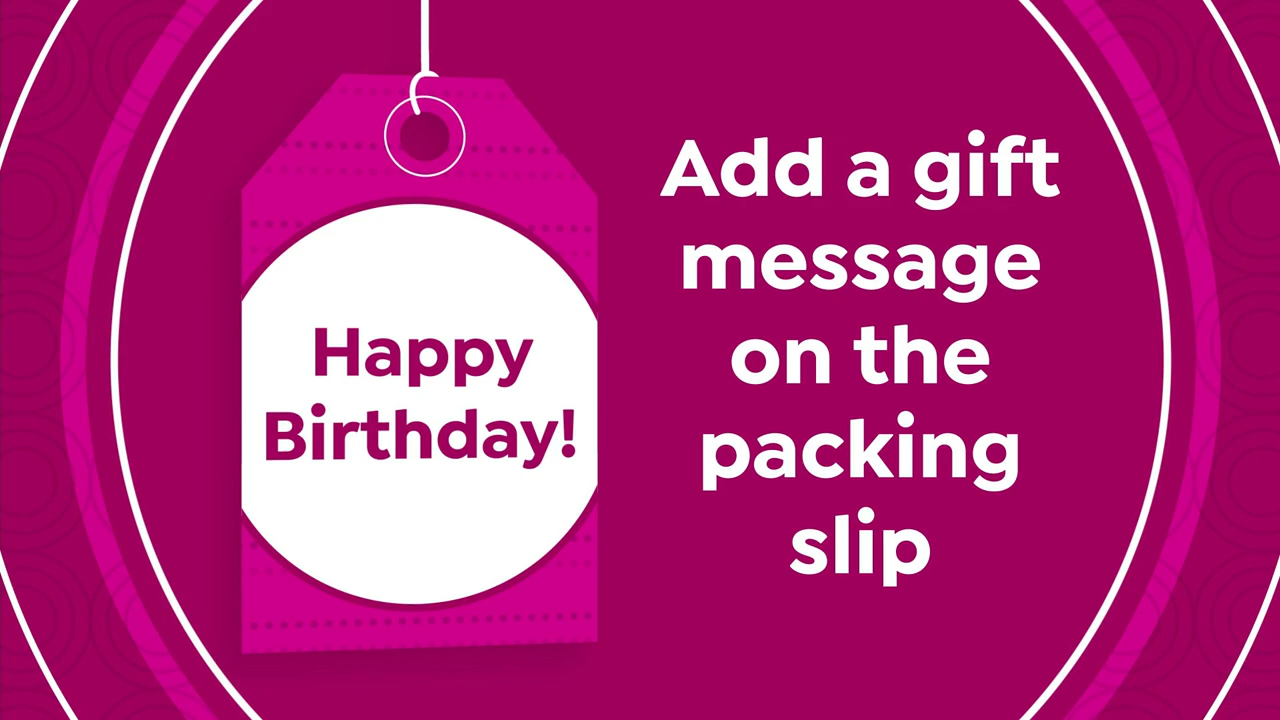 Happy
Birthday!
Add a gift
message
on the
packing
slip